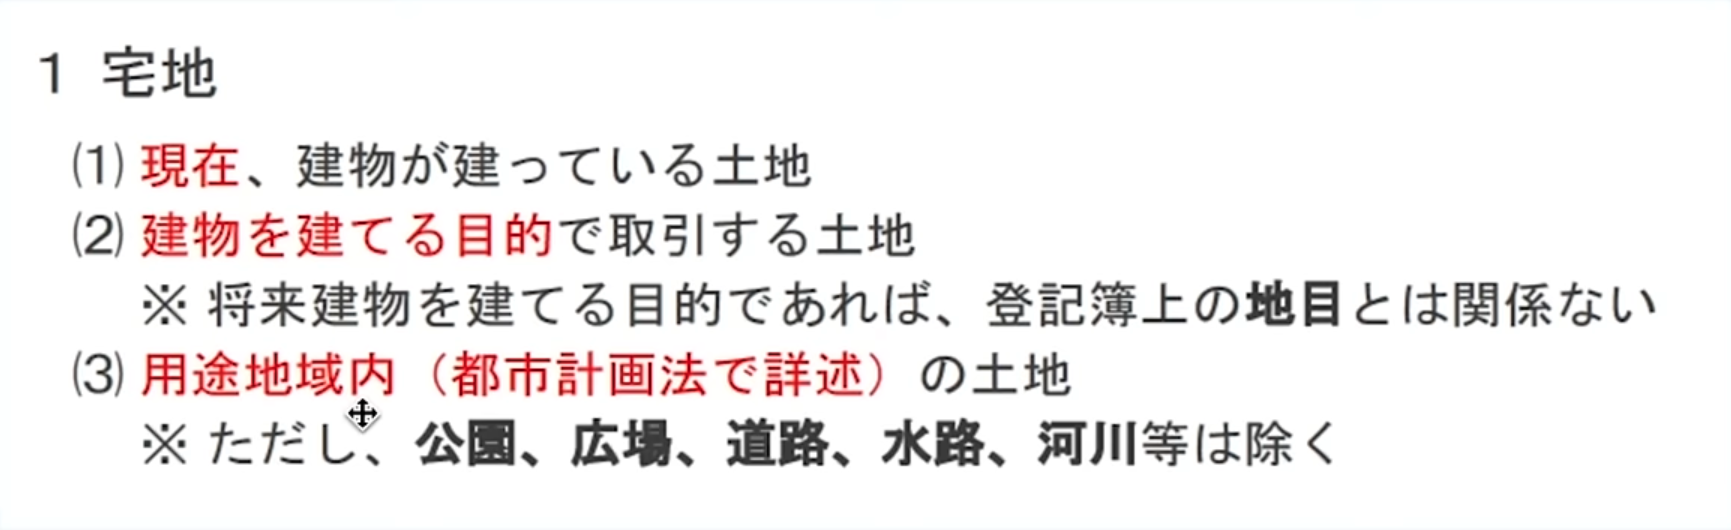 1 宅地
⑴ 現在、建物が建っている土地
⑵ 建物を建てる目的で取引する土地
※ 将来建物を建てる目的であれば、登記簿上の地目とは関係ない
⑶ 用途地域内（都市計画法で詳述）の土地
※ ただし、公園、広場、道路、水路、河川等は除く